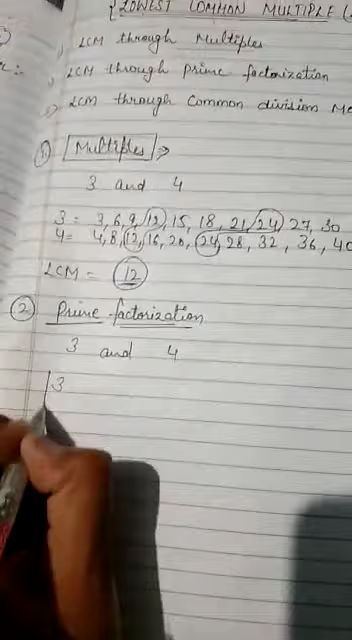 {LOWEST COMMON MULTIPLE (
LCM through Multiples
LCM through Prime factorization
LCM through Common division Me
① Multiples ⇒
3 and 4
3 = 3, 6, 9, 12, 15, 18, 21, 24, 27, 30
4 = 4, 8, 12, 16, 20, 24, 28, 32, 36, 40
LCM = 12
② Prime factorization
3 and 4
3